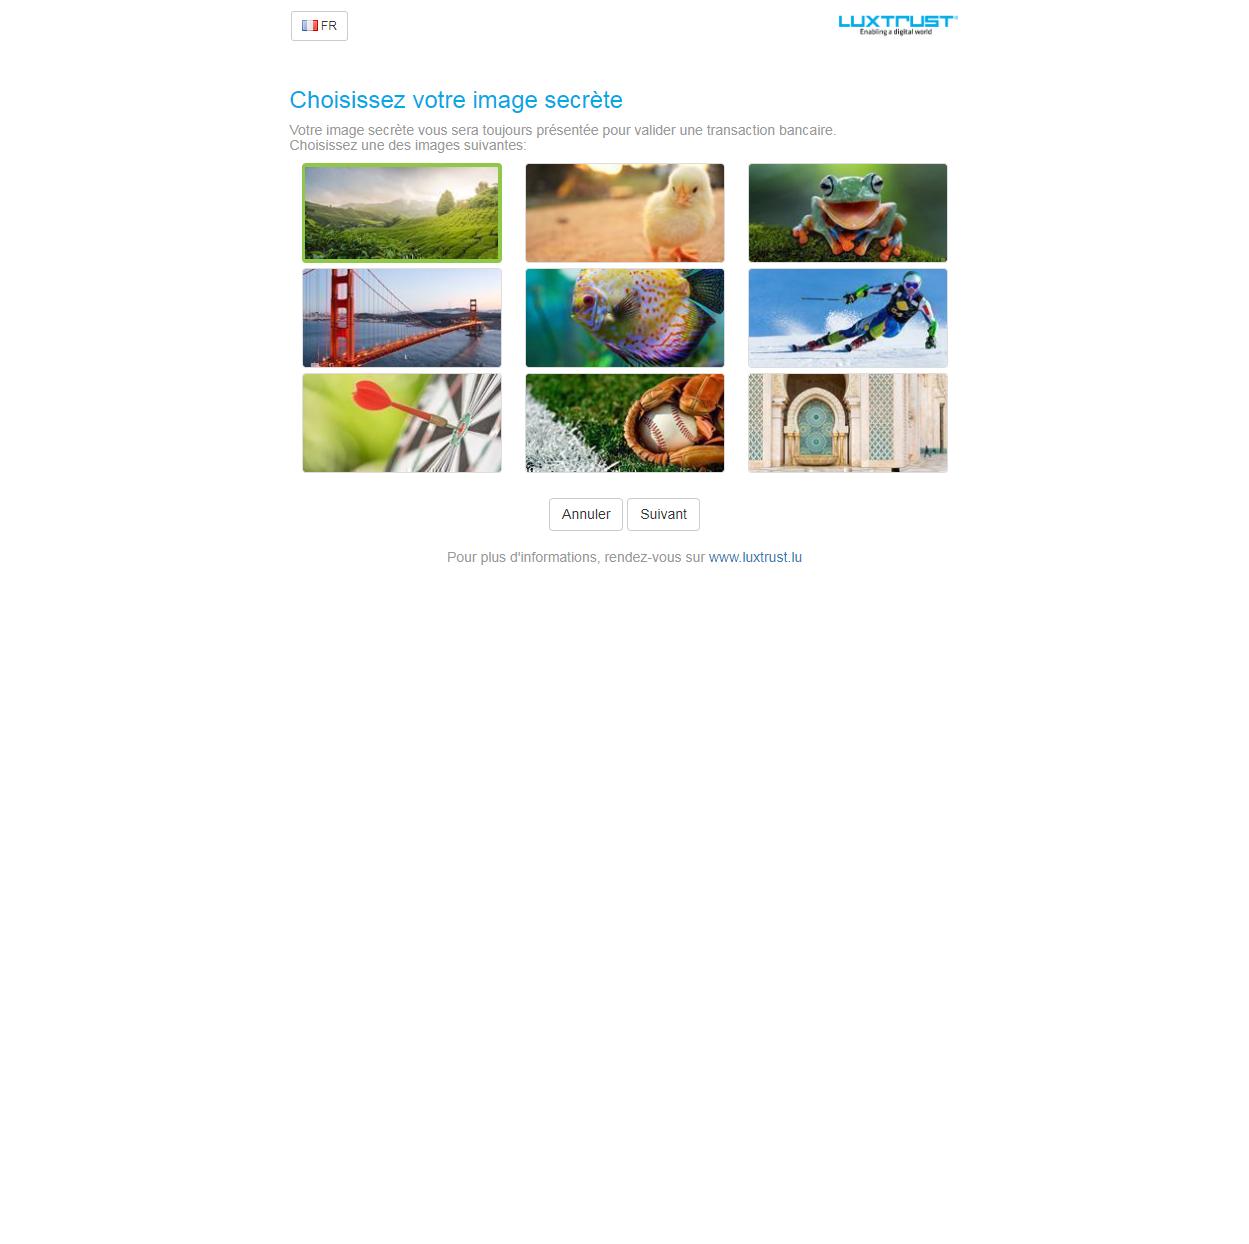 FR
LUXTRUST
Enabling a digital world
Choisissez votre image secrète
Votre image secrète vous sera toujours présentée pour valider une transaction bancaire.
Choisissez une des images suivantes:
Annuler
Suivant
Pour plus d'informations, rendez-vous sur www.luxtrust.lu